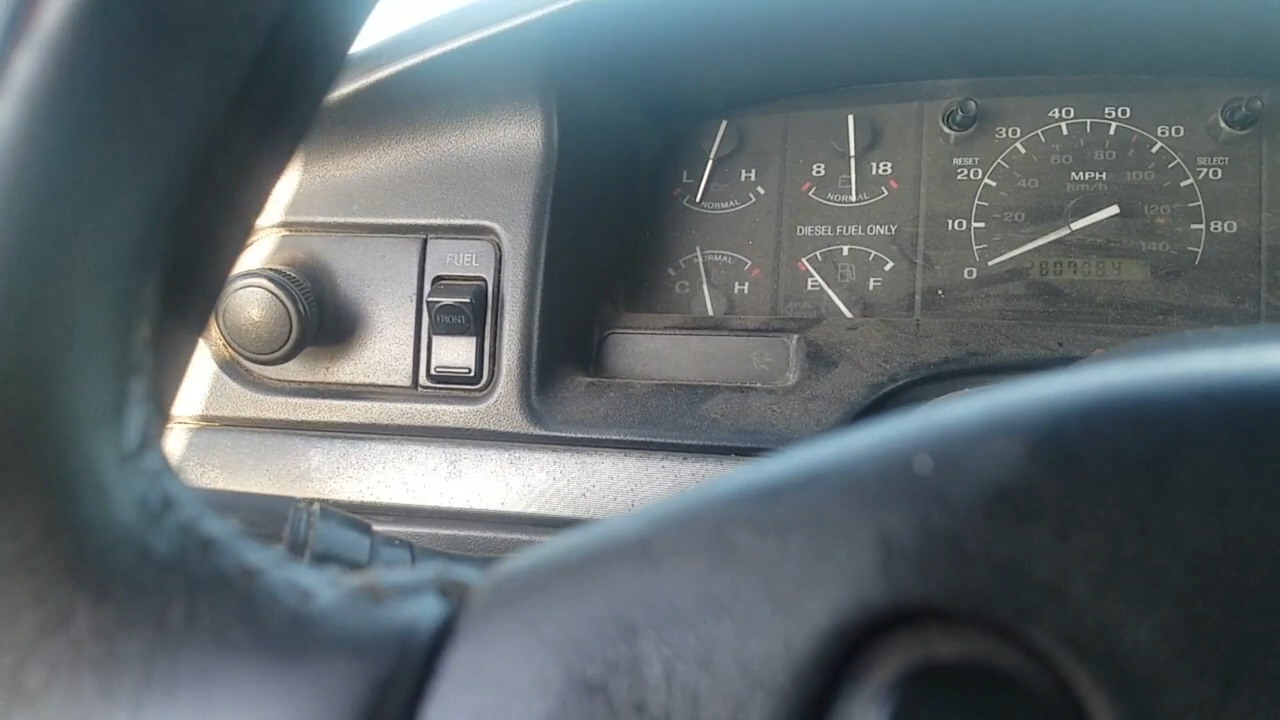 FUEL
FRONT
L H
NORMAL
8 18
NORMAL
NORMAL
C H
DIESEL FUEL ONLY
E F
RESET
SELECT
0 10 20 30 40 50 60 70 80
MPH
km/h
20 40 60 80 100 120 140